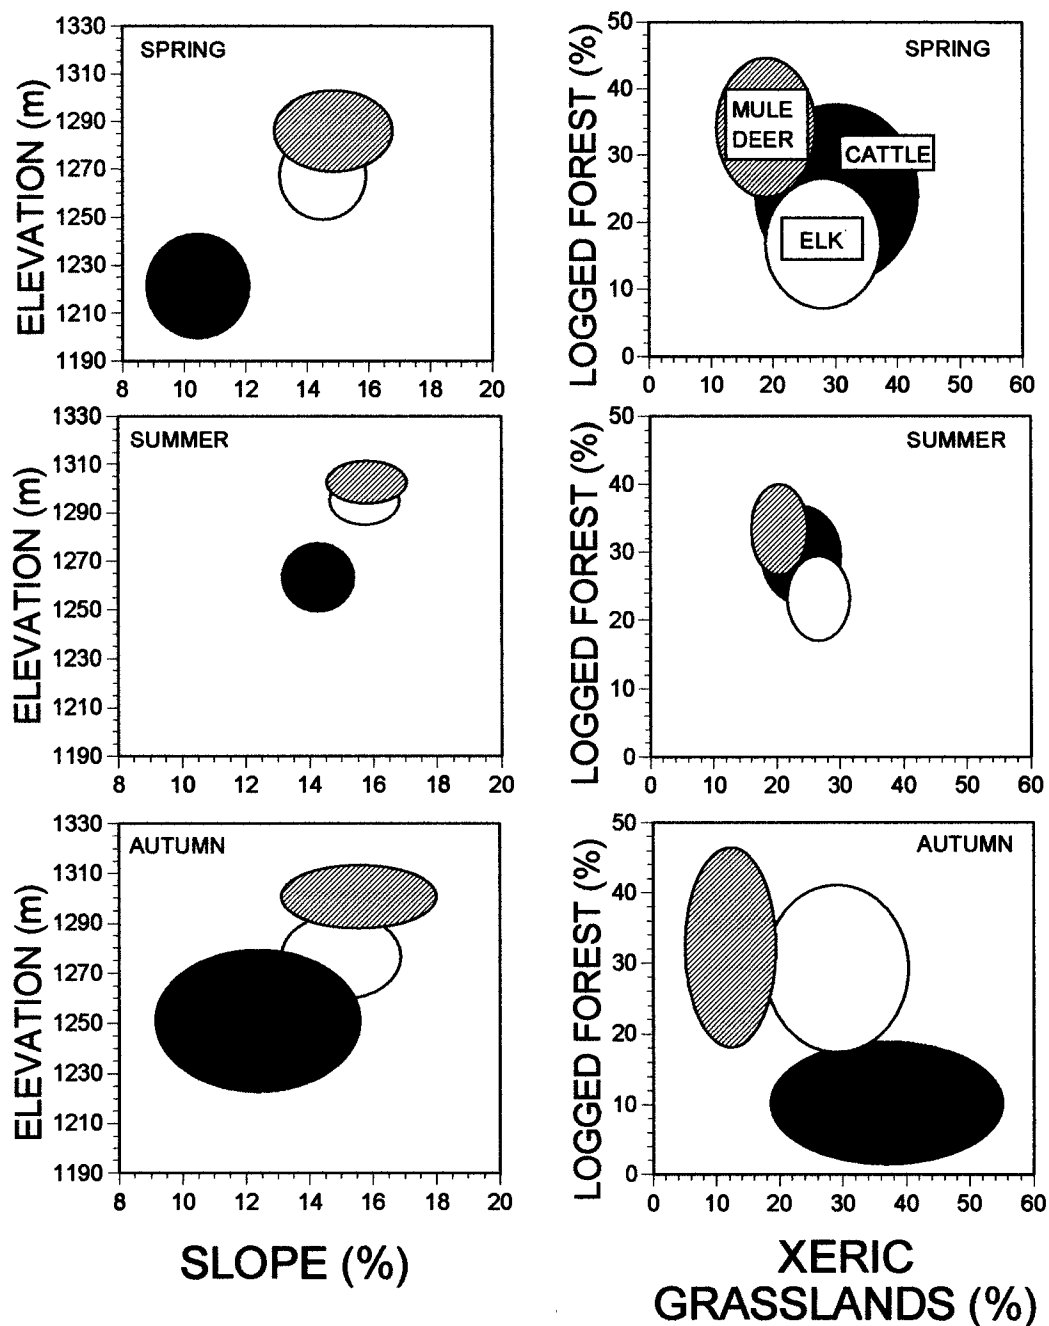 ELEVATION (m)
1330
1310
1290
1270
1250
1230
1210
1190
SPRING
8 10 12 14 16 18 20
LOGGED FOREST (%)
50
40
30
20
10
0
SPRING
MULE
DEER
CATTLE
ELK
0 10 20 30 40 50 60
ELEVATION (m)
1330
1310
1290
1270
1250
1230
1210
1190
SUMMER
8 10 12 14 16 18 20
LOGGED FOREST (%)
50
40
30
20
10
0
SUMMER
0 10 20 30 40 50 60
ELEVATION (m)
1330
1310
1290
1270
1250
1230
1210
1190
AUTUMN
8 10 12 14 16 18 20
SLOPE (%)
LOGGED FOREST (%)
50
40
30
20
10
0
AUTUMN
0 10 20 30 40 50 60
XERIC
GRASSLANDS (%)